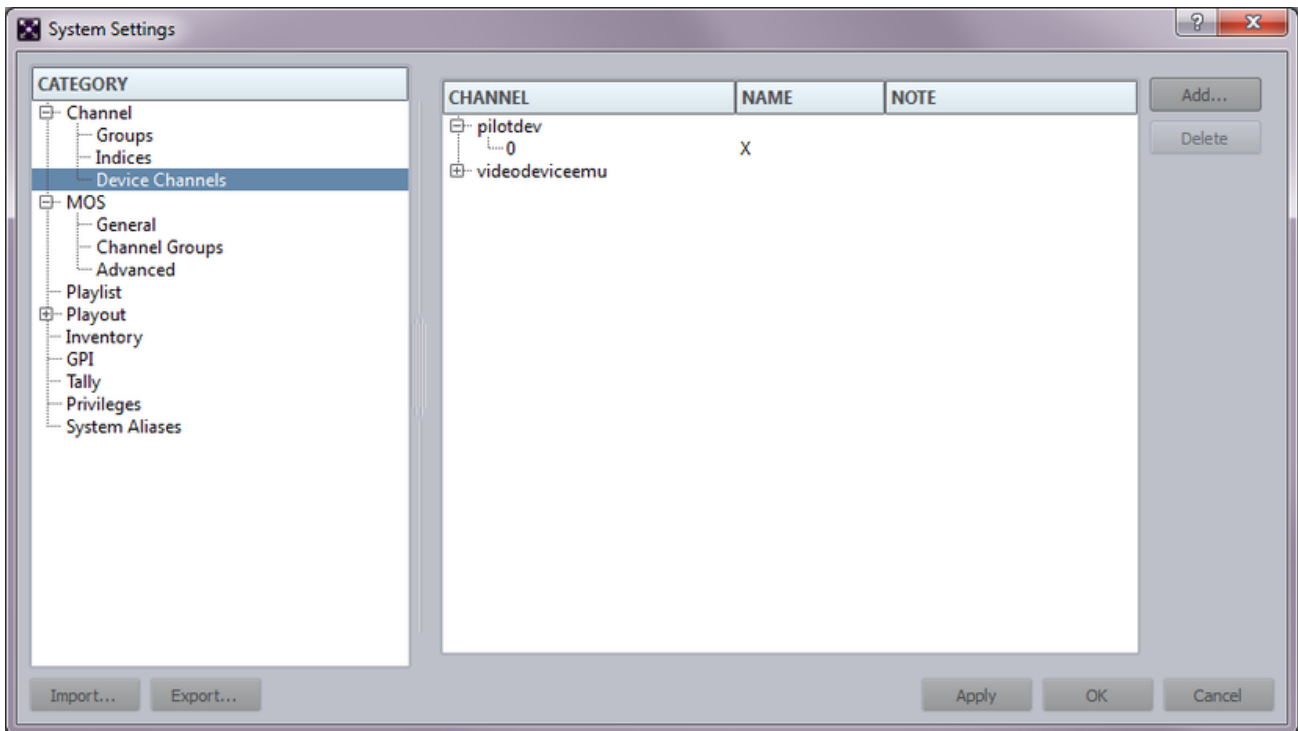 System Settings
CATEGORY
Channel
Groups
Indices
Device Channels
MOS
General
Channel Groups
Advanced
Playlist
Playout
Inventory
GPI
Tally
Privileges
System Aliases
CHANNEL NAME NOTE
pilotdev
0 X
videodeviceemu
Add...
Delete
Import... Export... Apply OK Cancel